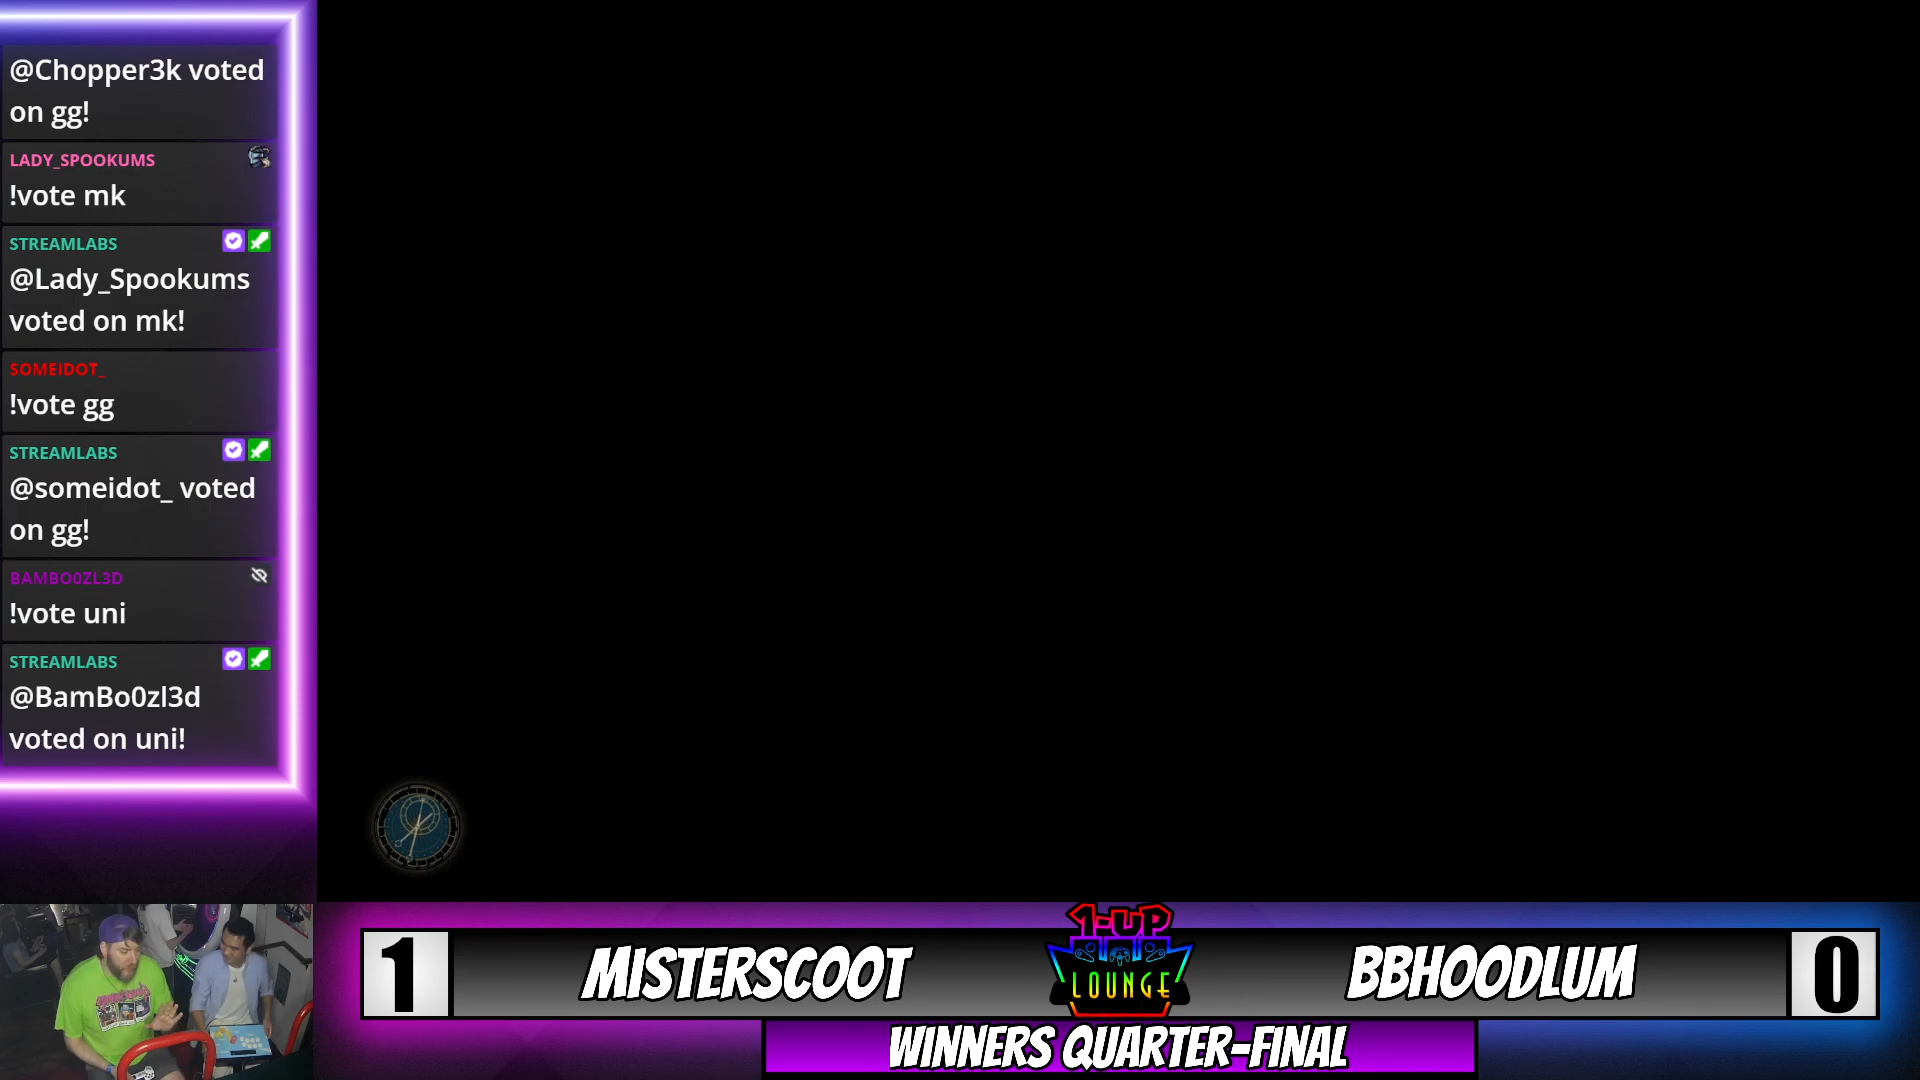 @Chopper3k voted
on gg!
LADY_SPOOKUMS
!vote mk
STREAMLABS
@Lady_Spookums
voted on mk!
SOMEIDOT_
!vote gg
STREAMLABS
@someidot_ voted
on gg!
BAMBO0ZL3D
!vote uni
STREAMLABS
@BamBo0zl3d
voted on uni!
1
MISTERSCOOT
1-UP
LOUNGE
BBHOODLUM
0
WINNERS QUARTER-FINAL